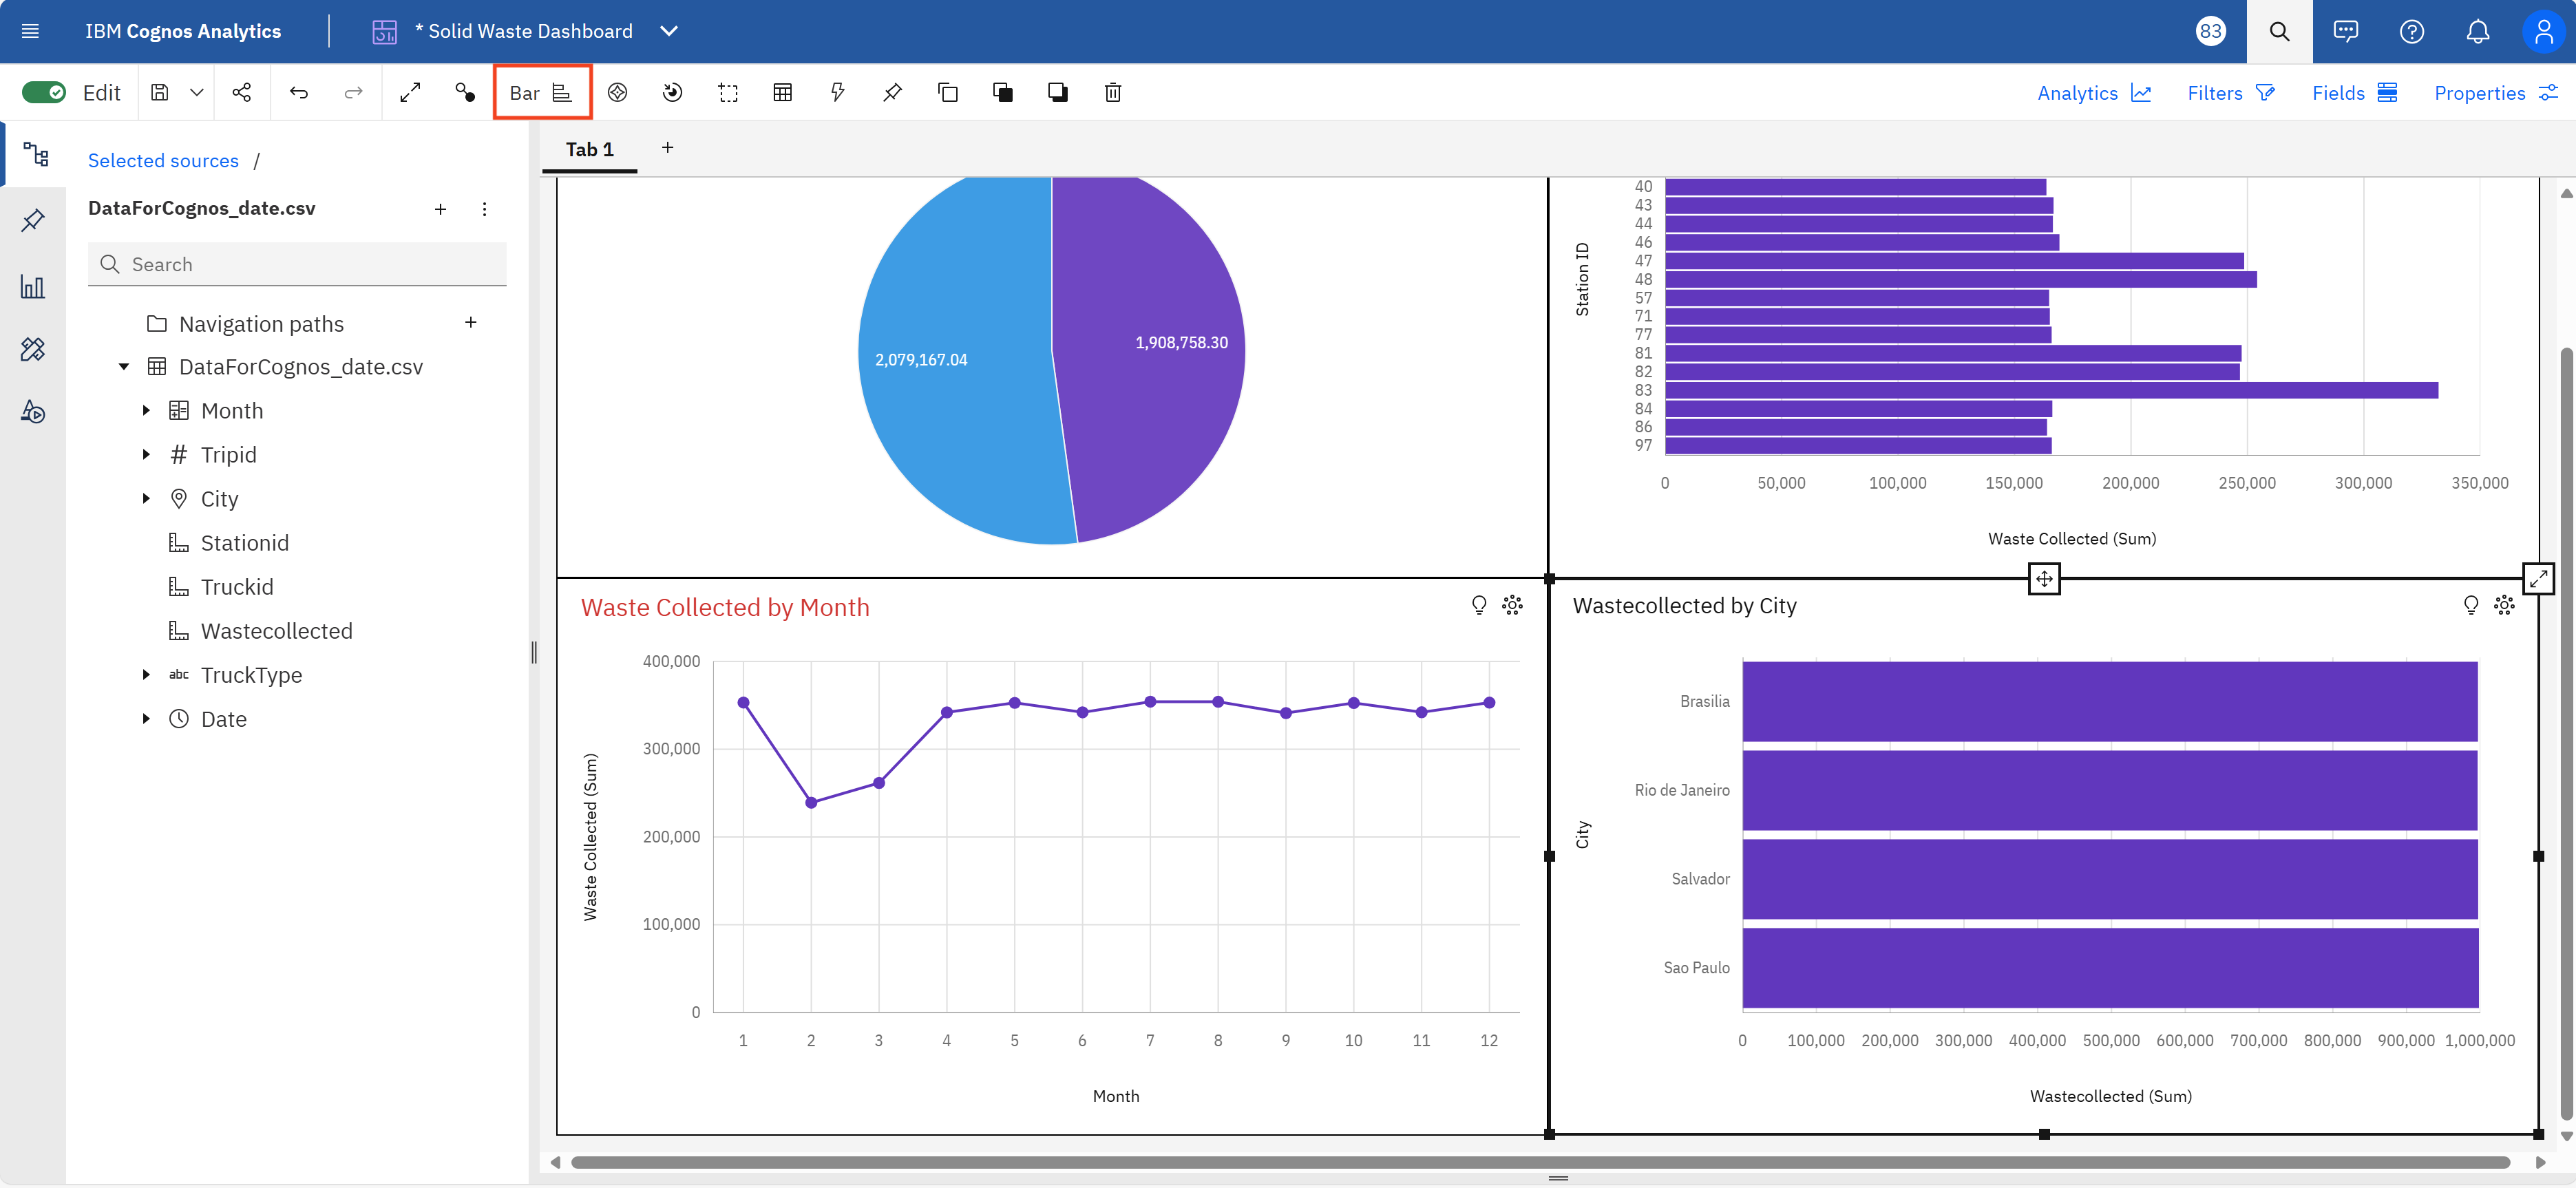 IBM Cognos Analytics
* Solid Waste Dashboard
83
Edit
Bar
Analytics
Filters
Fields
Properties
Selected sources /
DataForCognos_date.csv
Search
Navigation paths
DataForCognos_date.csv
Month
Tripid
City
Stationid
Truckid
Wastecollected
abc TruckType
Date
Tab 1
2,079,167.04
1,908,758.30
Station ID
40
43
44
46
47
48
57
71
77
81
82
83
84
86
97
0 50,000 100,000 150,000 200,000 250,000 300,000 350,000
Waste Collected (Sum)
Waste Collected by Month
Waste Collected (Sum)
400,000
300,000
200,000
100,000
0
1 2 3 4 5 6 7 8 9 10 11 12
Month
Wastecollected by City
City
Brasilia
Rio de Janeiro
Salvador
Sao Paulo
0 100,000 200,000 300,000 400,000 500,000 600,000 700,000 800,000 900,000 1,000,000
Wastecollected (Sum)